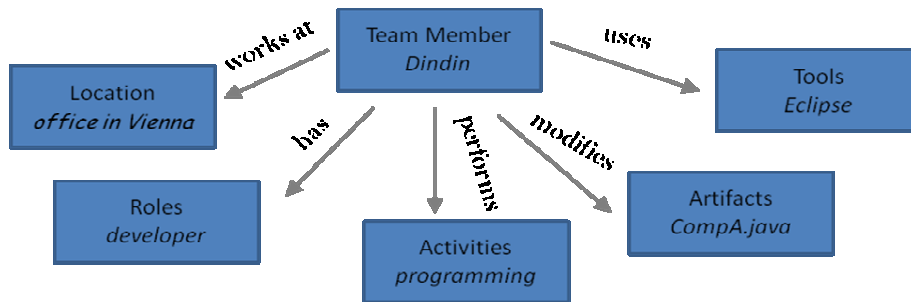 works at
Team Member
Dindin
uses
Location
office in Vienna
Tools
Eclipse
has
performs
modifies
Roles
developer
Activities
programming
Artifacts
CompA.java